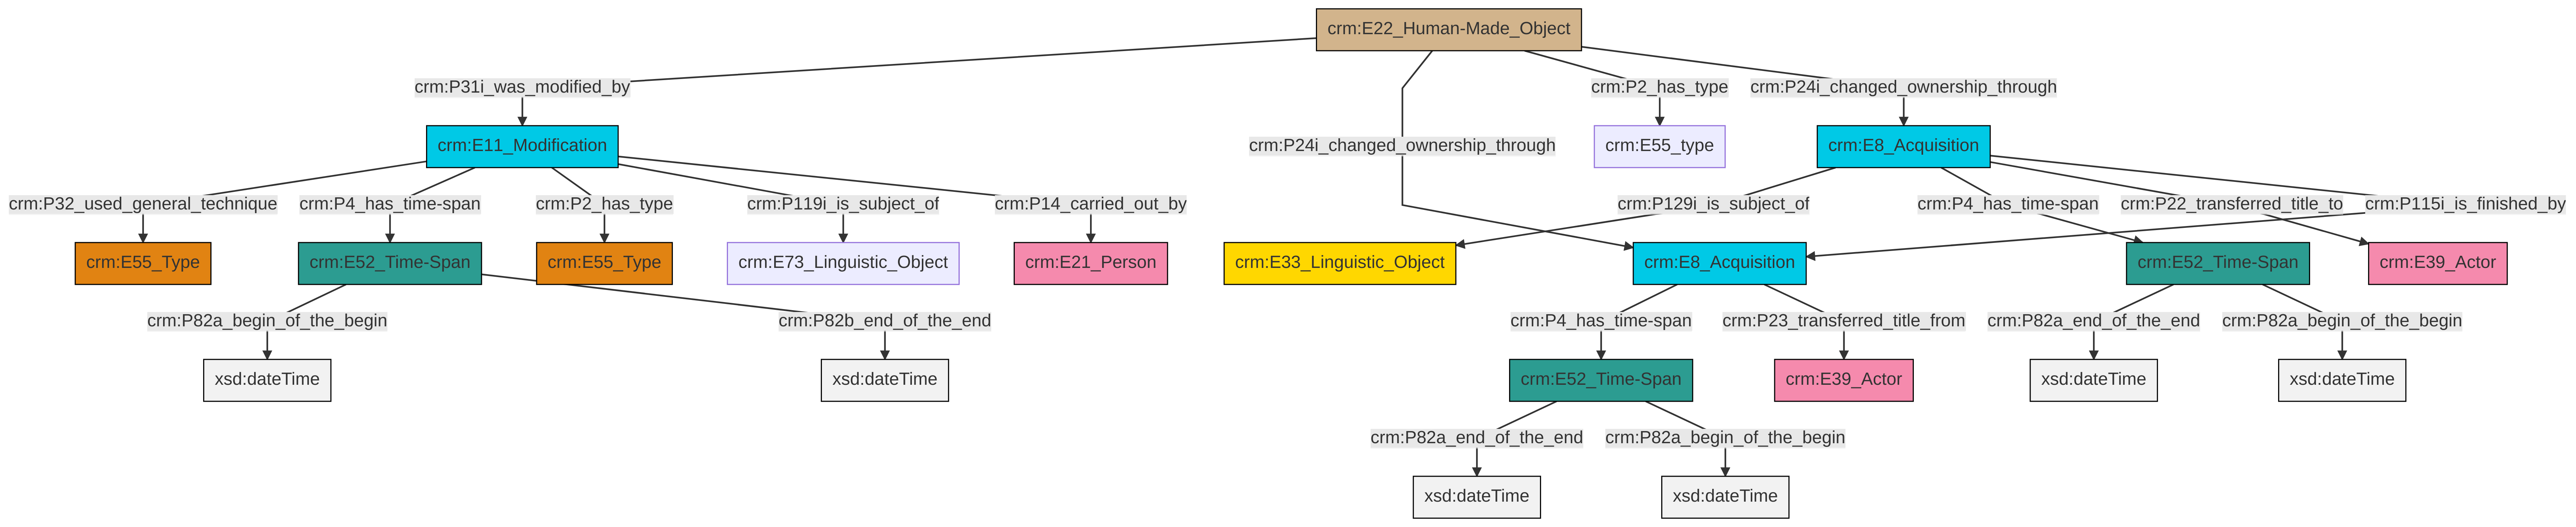 crm:E22_Human-Made_Object
crm:P31i_was_modified_by
crm:P2_has_type
crm:P24i_changed_ownership_through
crm:E11_Modification
crm:P24i_changed_ownership_through
crm:E55_type
crm:E8_Acquisition
crm:P32_used_general_technique
crm:P4_has_time-span
crm:P2_has_type
crm:P119i_is_subject_of
crm:P14_carried_out_by
crm:P129i_is_subject_of
crm:P4_has_time-span
crm:P22_transferred_title_to
crm:P115i_is_finished_by
crm:E55_Type
crm:E52_Time-Span
crm:E55_Type
crm:E73_Linguistic_Object
crm:E21_Person
crm:E33_Linguistic_Object
crm:E8_Acquisition
crm:E52_Time-Span
crm:E39_Actor
crm:P82a_begin_of_the_begin
crm:P82b_end_of_the_end
crm:P4_has_time-span
crm:P23_transferred_title_from
crm:P82a_end_of_the_end
crm:P82a_begin_of_the_begin
xsd:dateTime
xsd:dateTime
crm:E52_Time-Span
crm:E39_Actor
xsd:dateTime
xsd:dateTime
crm:P82a_end_of_the_end
crm:P82a_begin_of_the_begin
xsd:dateTime
xsd:dateTime